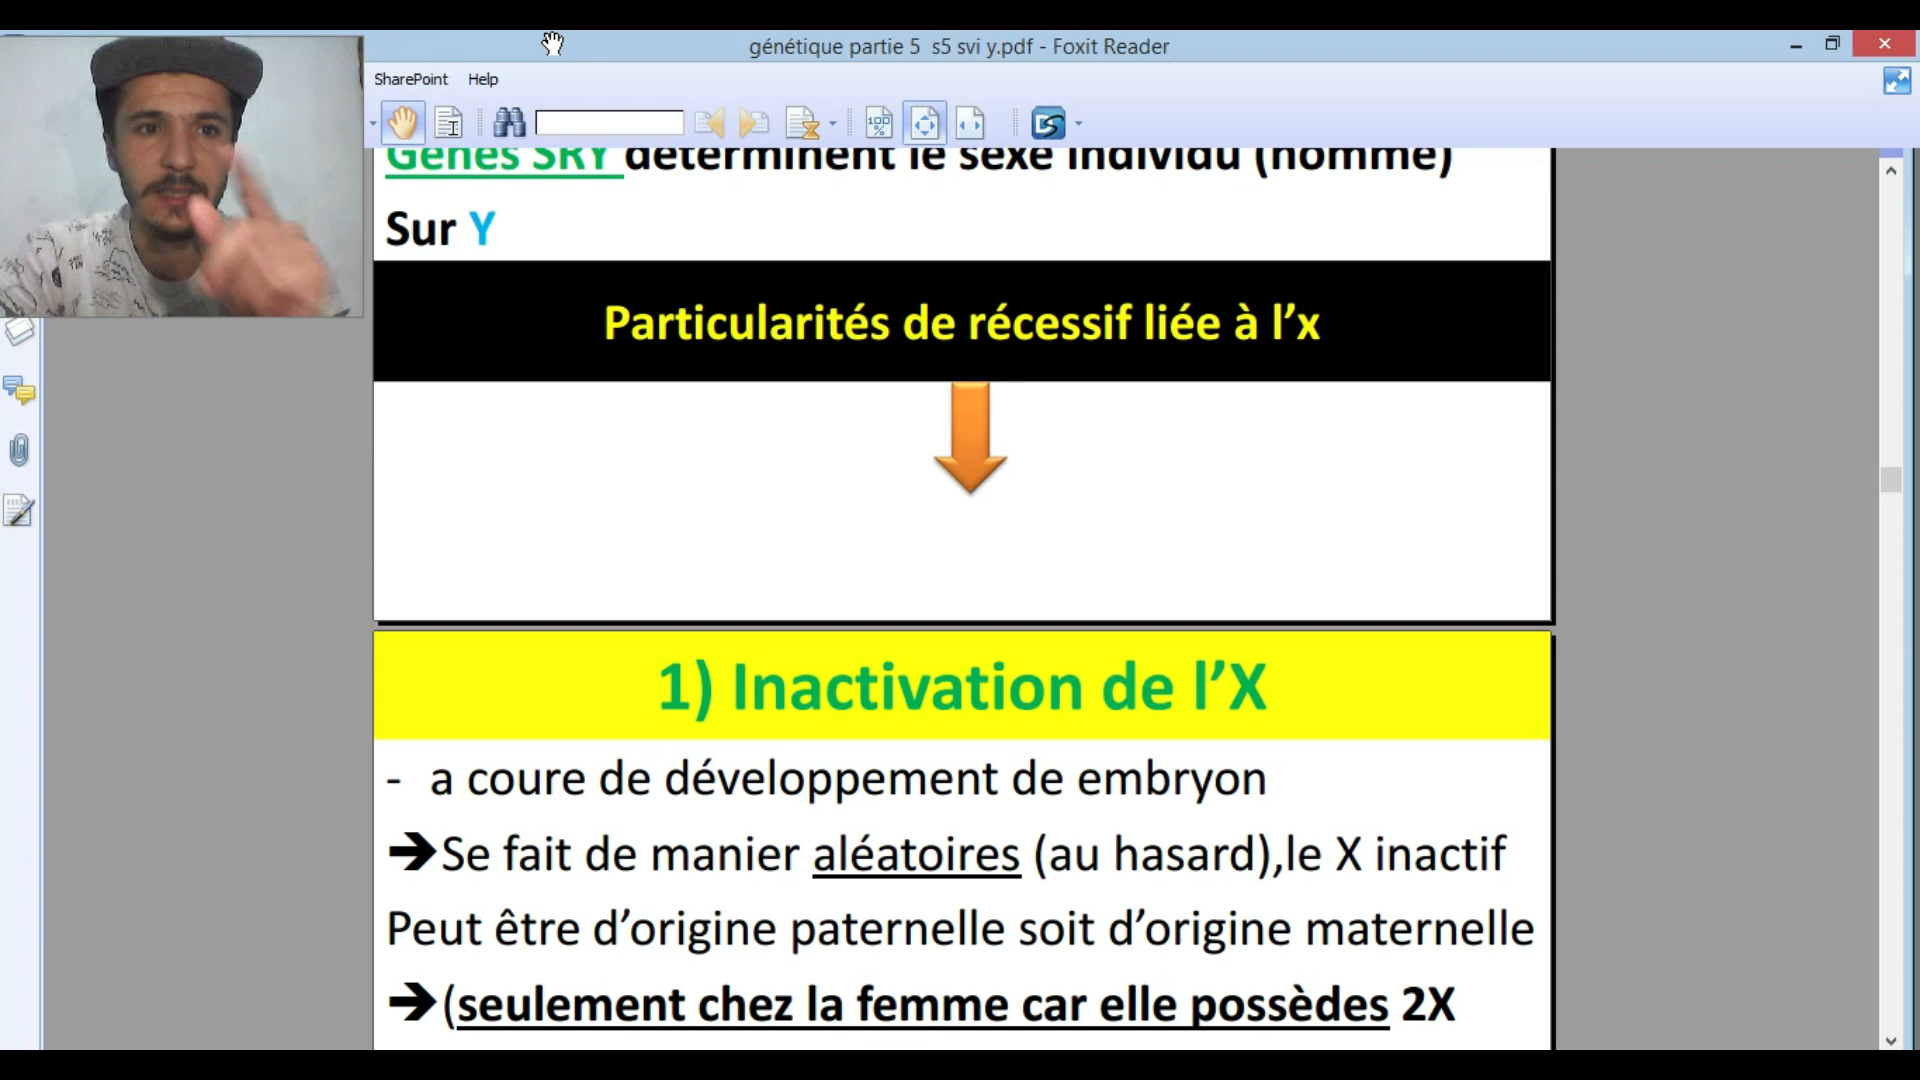 génétique partie 5 s5 svi y.pdf - Foxit Reader
SharePoint Help
100 %
Gènes SRY déterminent le sexe individu (homme)
Sur Y
Particularités de récessif liée à l’x
1) Inactivation de l’X
- a coure de développement de embryon
➔Se fait de manier aléatoires (au hasard),le X inactif
Peut être d’origine paternelle soit d’origine maternelle
➔(seulement chez la femme car elle possèdes 2X